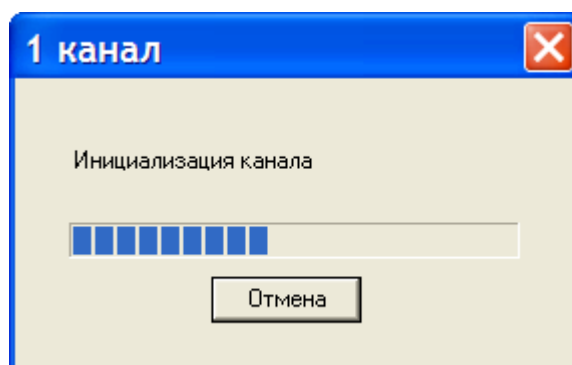 1 канал
Инициализация канала
Отмена